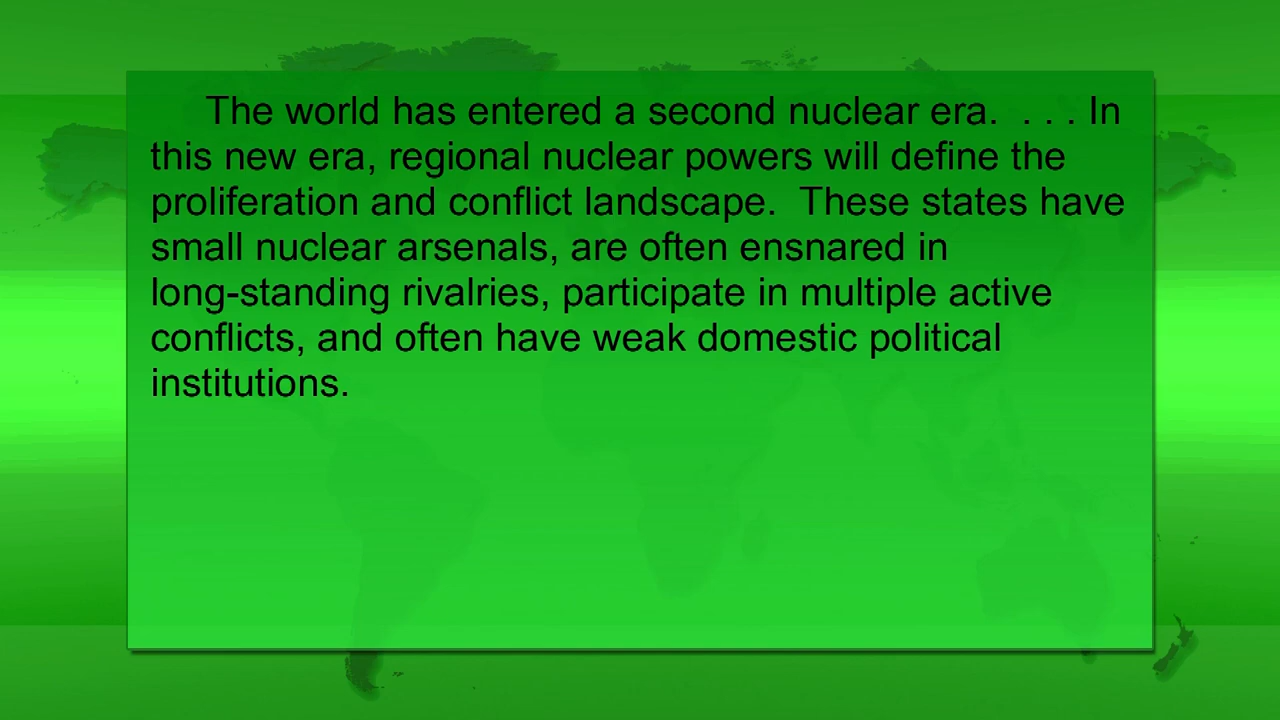 The world has entered a second nuclear era.  . . . In
this new era, regional nuclear powers will define the
proliferation and conflict landscape.  These states have
small nuclear arsenals, are often ensnared in
long-standing rivalries, participate in multiple active
conflicts, and often have weak domestic political
institutions.